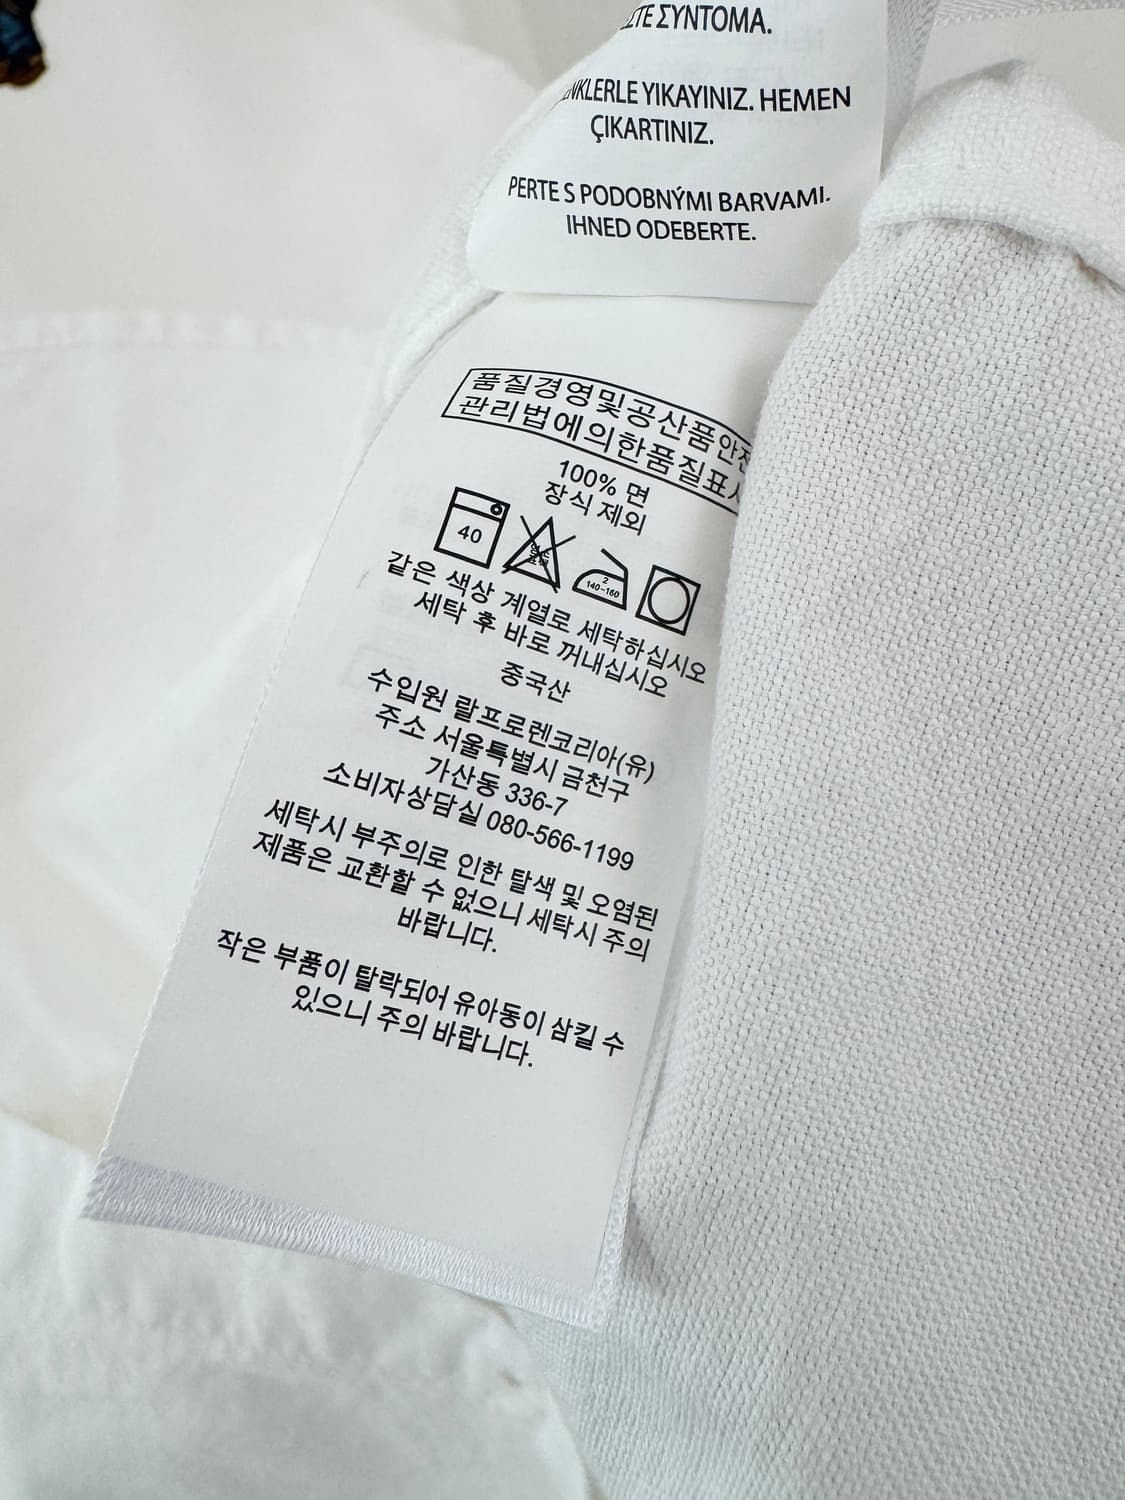 ΣΥΝΤΟΜΑ.
YIKAYINIZ. HEMEN
ÇIKARTINIZ.
PERTE S PODOBNÝMI BARVAMI.
IHNED ODEBERTE.
품질경영및공산품안전
관리법에의한품질표시
100% 면
장식 제외
40
염소
표백
2
140~160
같은 색상 계열로 세탁하십시오
세탁 후 바로 꺼내십시오
중국산
수입원 랄프로렌코리아(유)
주소 서울특별시 금천구
가산동 336-7
소비자상담실 080-566-1199
세탁시 부주의로 인한 탈색 및 오염된
제품은 교환할 수 없으니 세탁시 주의
바랍니다.
작은 부품이 탈락되어 유아동이 삼킬 수
있으니 주의 바랍니다.